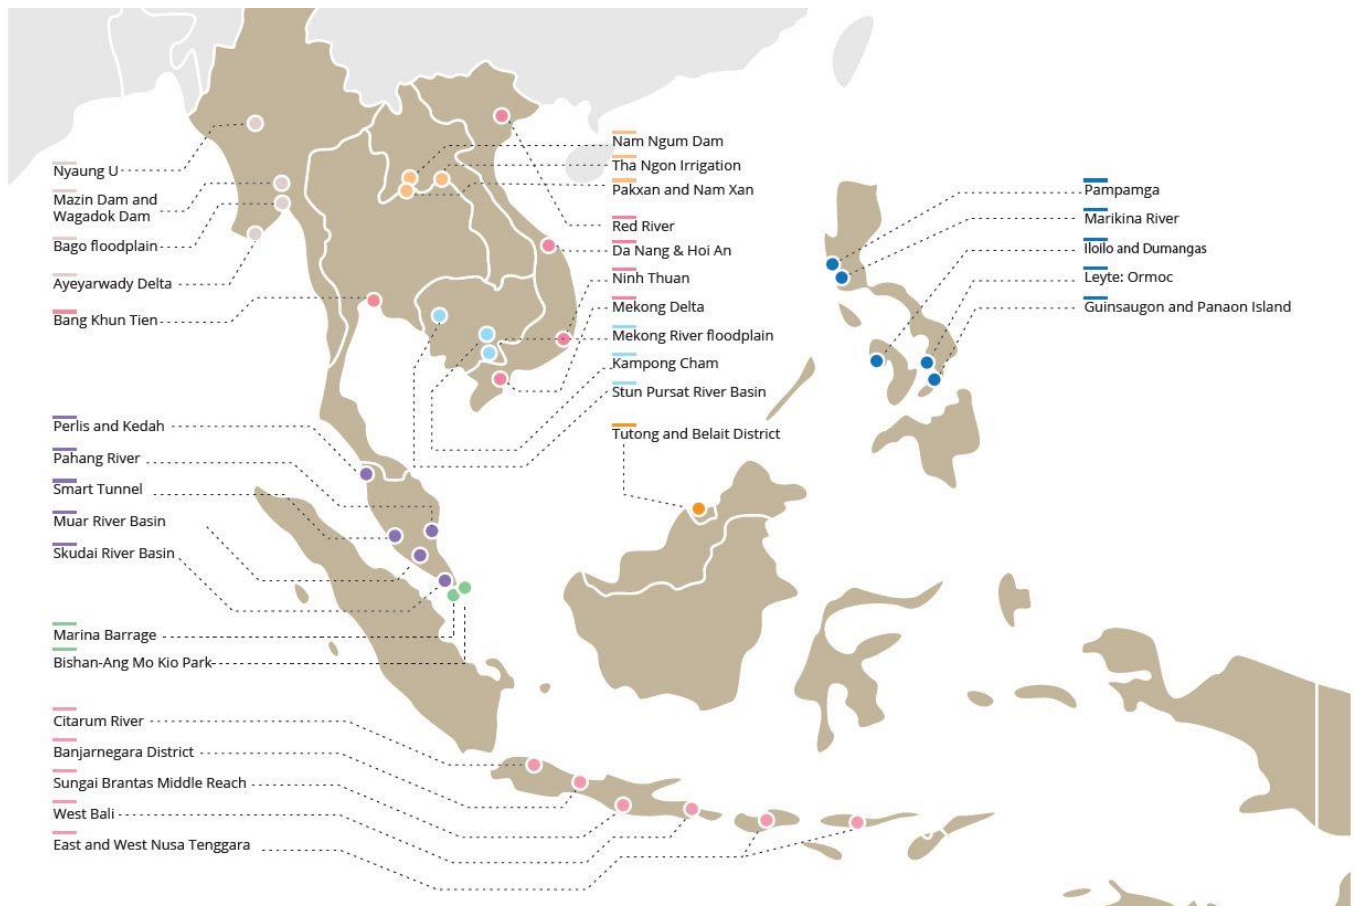 Nyaung U
Mazin Dam and
Wagadok Dam
Bago floodplain
Ayeyarwady Delta
Bang Khun Tien
Perlis and Kedah
Pahang River
Smart Tunnel
Muar River Basin
Skudai River Basin
Marina Barrage
Bishan-Ang Mo Kio Park
Citarum River
Banjarnegara District
Sungai Brantas Middle Reach
West Bali
East and West Nusa Tenggara
Nam Ngum Dam
Tha Ngon Irrigation
Pakxan and Nam Xan
Red River
Da Nang & Hoi An
Ninh Thuan
Mekong Delta
Mekong River floodplain
Kampong Cham
Stun Pursat River Basin
Tutong and Belait District
Pampamga
Marikina River
Iloilo and Dumangas
Leyte: Ormoc
Guinsaugon and Panaon Island